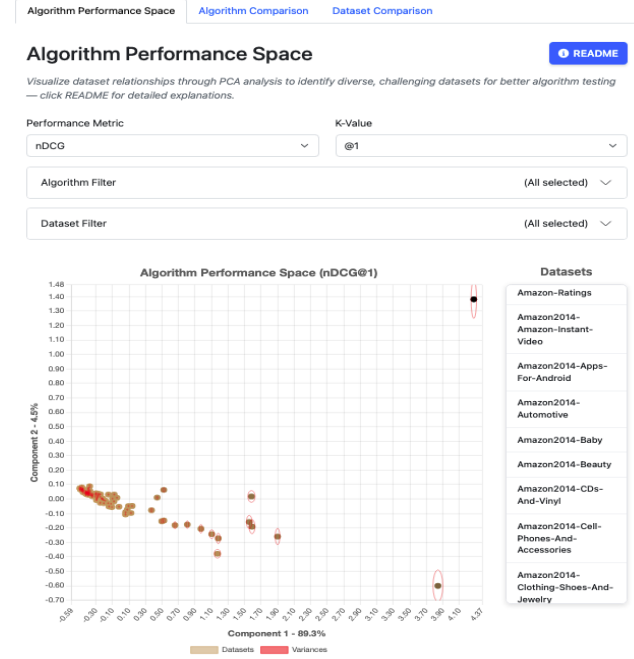 Algorithm Performance Space Algorithm Comparison Dataset Comparison
Algorithm Performance Space
README
Visualize dataset relationships through PCA analysis to identify diverse, challenging datasets for better algorithm testing
— click README for detailed explanations.
Performance Metric
K-Value
nDCG
@1
Algorithm Filter (All selected)
Dataset Filter (All selected)
Algorithm Performance Space (nDCG@1)
1.48
1.40
1.30
1.20
1.10
1.00
0.90
0.80
0.70
0.60
0.50
0.40
0.30
0.20
0.10
0.00
-0.10
-0.20
-0.30
-0.40
-0.50
-0.60
-0.70
Component 2 - 4.5%
-0.59 -0.30 -0.10 0.10 0.30 0.50 0.70 0.90 1.10 1.30 1.50 1.70 1.90 2.10 2.30 2.50 2.70 2.90 3.10 3.30 3.50 3.70 3.90 4.10 4.37
Component 1 - 89.3%
Datasets Variances
Datasets
Amazon-Ratings
Amazon2014-
Amazon-Instant-
Video
Amazon2014-Apps-
For-Android
Amazon2014-
Automotive
Amazon2014-Baby
Amazon2014-Beauty
Amazon2014-CDs-
And-Vinyl
Amazon2014-Cell-
Phones-And-
Accessories
Amazon2014-
Clothing-Shoes-And-
Jewelry